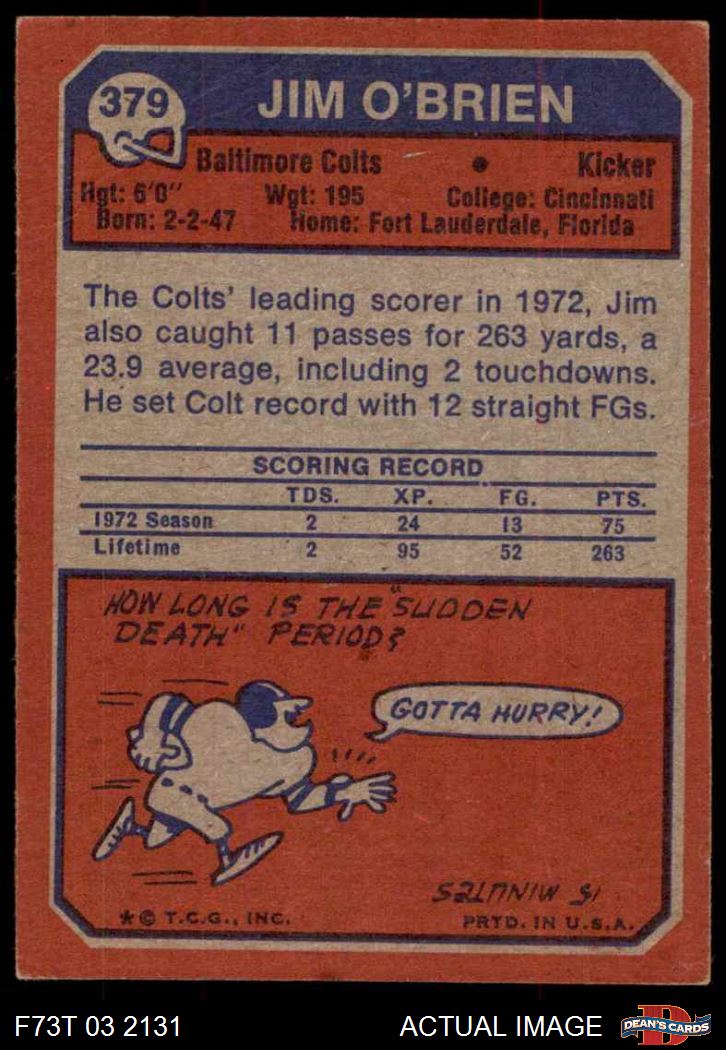 379
JIM O'BRIEN
Baltimore Colts • Kicker
Hgt: 6'0" Wgt: 195 College: Cincinnati
Born: 2-2-47 Home: Fort Lauderdale, Florida
The Colts' leading scorer in 1972, Jim
also caught 11 passes for 263 yards, a
23.9 average, including 2 touchdowns.
He set Colt record with 12 straight FGs.
SCORING RECORD
TDS. XP. FG. PTS.
1972 Season 2 24 13 75
Lifetime 2 95 52 263
HOW LONG IS THE "SUDDEN
DEATH" PERIOD?
GOTTA HURRY!
15 MINUTES
★ © T.C.G., INC. PRTD. IN U.S.A.
F73T 03 2131 ACTUAL IMAGE
D
DEAN'S CARDS